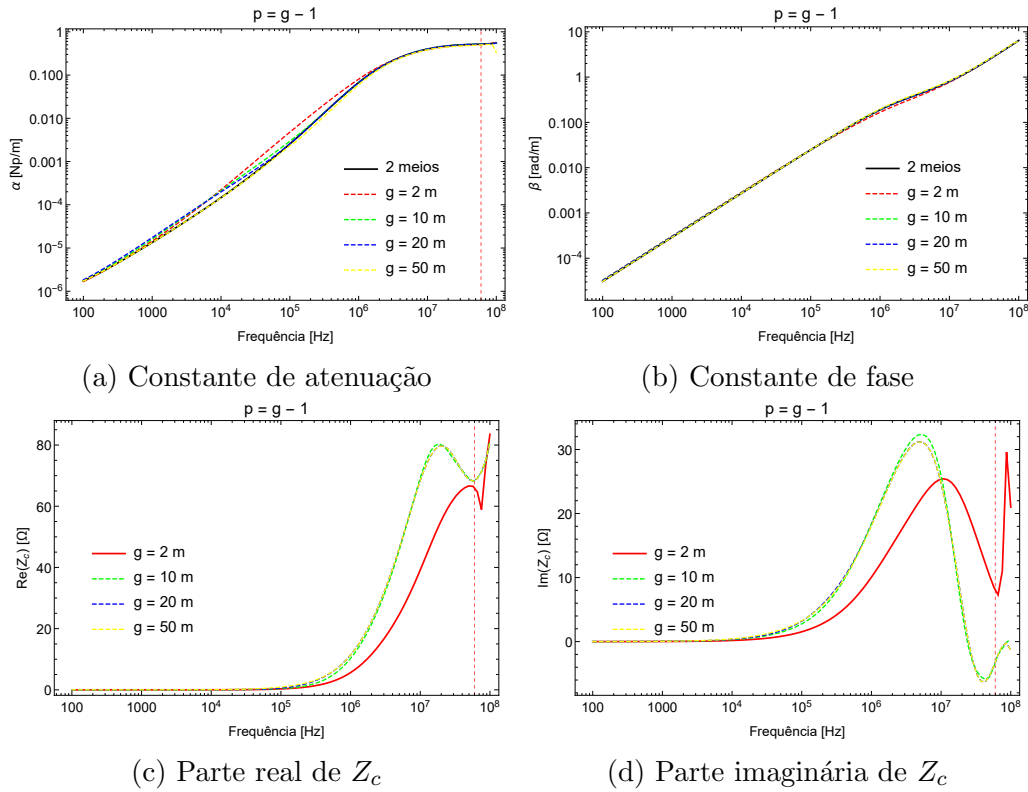 p = g − 1
α [Np/m]
1
0.100
0.010
0.001
10⁻⁴
10⁻⁵
10⁻⁶
2 meios
g = 2 m
g = 10 m
g = 20 m
g = 50 m
100 1000 10⁴ 10⁵ 10⁶ 10⁷ 10⁸
Frequência [Hz]
(a) Constante de atenuação
p = g − 1
β [rad/m]
10
1
0.100
0.010
0.001
10⁻⁴
2 meios
g = 2 m
g = 10 m
g = 20 m
g = 50 m
100 1000 10⁴ 10⁵ 10⁶ 10⁷ 10⁸
Frequência [Hz]
(b) Constante de fase
p = g − 1
Re(Z_c) [Ω]
80
60
40
20
0
g = 2 m
g = 10 m
g = 20 m
g = 50 m
100 1000 10⁴ 10⁵ 10⁶ 10⁷ 10⁸
Frequência [Hz]
(c) Parte real de Z_c
p = g − 1
Im(Z_c) [Ω]
30
20
10
0
g = 2 m
g = 10 m
g = 20 m
g = 50 m
100 1000 10⁴ 10⁵ 10⁶ 10⁷ 10⁸
Frequência [Hz]
(d) Parte imaginária de Z_c